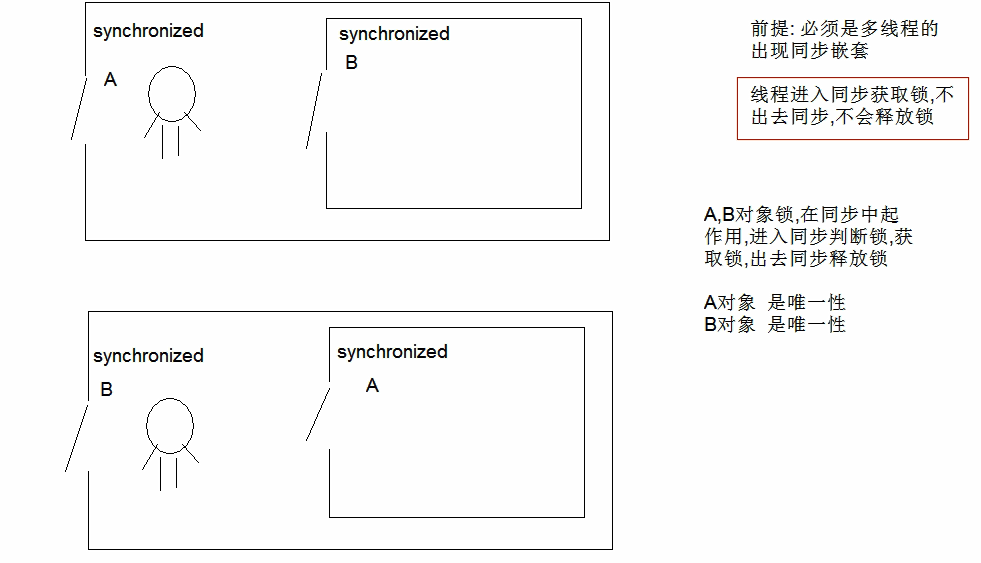 synchronized
A
synchronized
B
前提: 必须是多线程的
出现同步嵌套
线程进入同步获取锁,不
出去同步,不会释放锁
A,B对象锁,在同步中起
作用,进入同步判断锁,获
取锁,出去同步释放锁
A对象 是唯一性
B对象 是唯一性
synchronized
B
synchronized
A